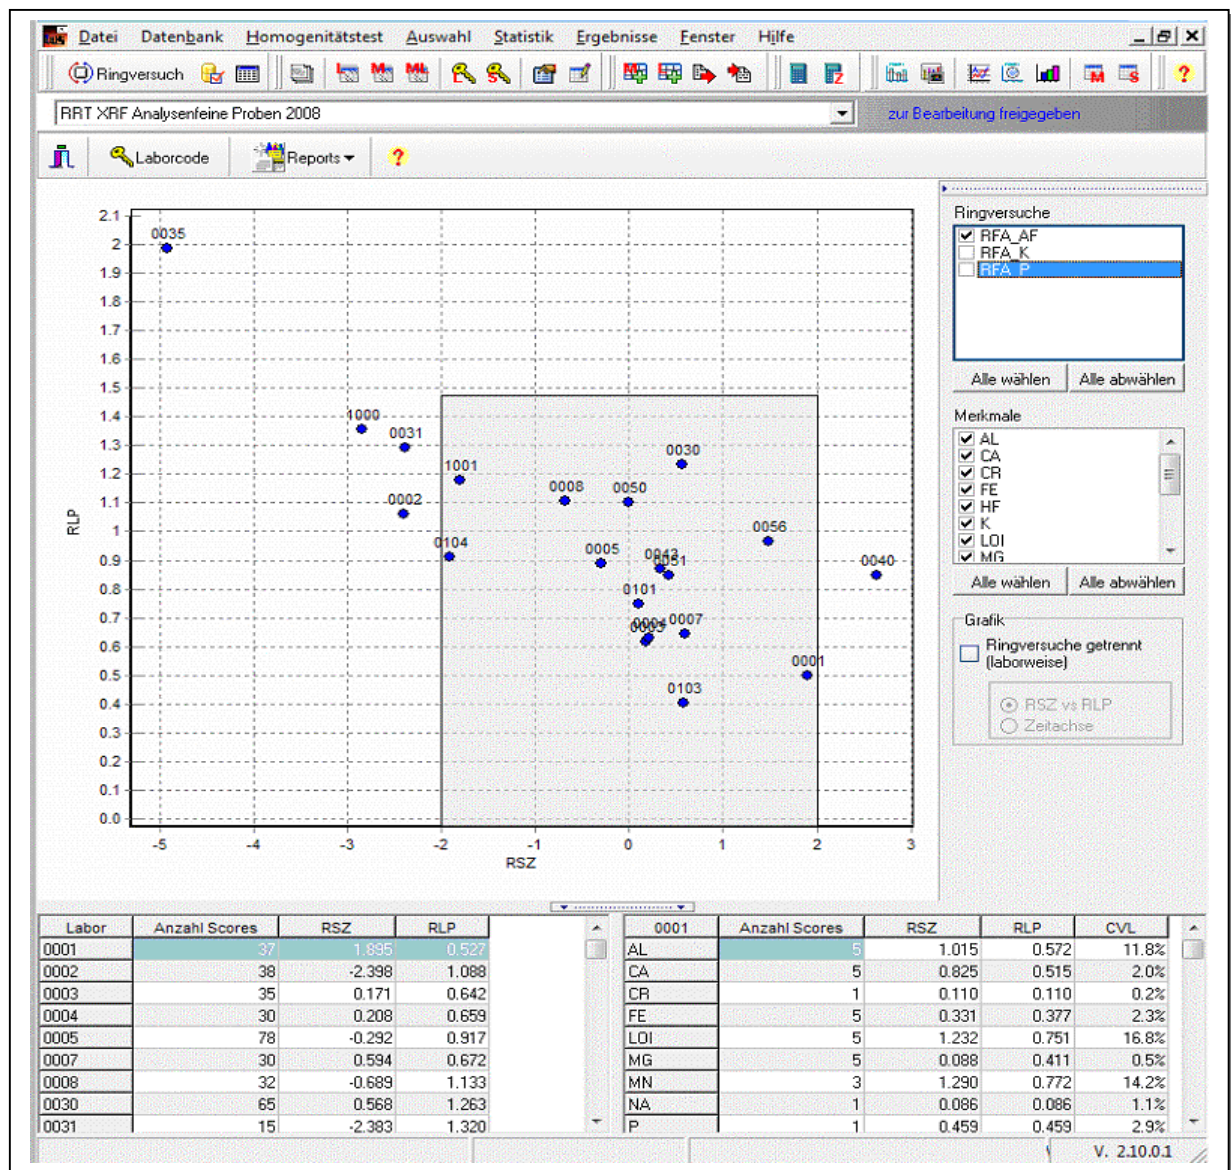 Datei Datenbank Homogenitätstest Auswahl Statistik Ergebnisse Fenster Hilfe
Ringversuch
RRT XRF Analysenfeine Proben 2008 zur Bearbeitung freigegeben
Laborcode Reports ?
Ringversuche
RFA_AF
RFA_K
RFA_P
Alle wählen Alle abwählen
Merkmale
AL
CA
CR
FE
HF
K
LOI
MG
Alle wählen Alle abwählen
Grafik
Ringversuche getrennt
(laborweise)
RSZ vs RLP
Zeitachse
2.1
2
1.9
1.8
1.7
1.6
1.5
1.4
1.3
1.2
1.1
1
0.9
0.8
0.7
0.6
0.5
0.4
0.3
0.2
0.1
0.0
RLP
0035
1000
0031
0030
1001
0008 0050
0002
0056
0104 0005 0051 0040
0101
0007
0001
0103
-5 -4 -3 -2 -1 0 1 2 3
RSZ
Labor Anzahl Scores RSZ RLP
0001 37 1.895 0.527
0002 38 -2.398 1.088
0003 35 0.171 0.642
0004 30 0.208 0.659
0005 78 -0.292 0.917
0007 30 0.594 0.672
0008 32 -0.689 1.133
0030 65 0.568 1.263
0031 15 -2.383 1.320
0001 Anzahl Scores RSZ RLP CVL
AL 5 1.015 0.572 11.8%
CA 5 0.825 0.515 2.0%
CR 1 0.110 0.110 0.2%
FE 5 0.331 0.377 2.3%
LOI 5 1.232 0.751 16.8%
MG 5 0.088 0.411 0.5%
MN 3 1.290 0.772 14.2%
NA 1 0.086 0.086 1.1%
P 1 0.459 0.459 2.9%
V. 2.10.0.1